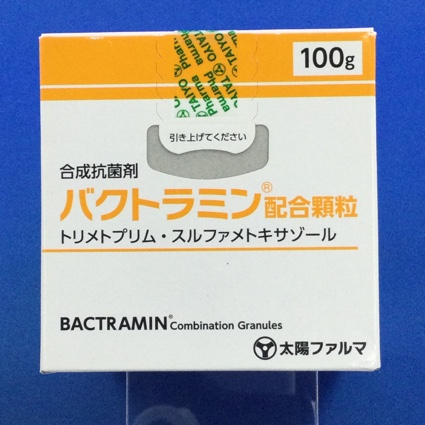 TAIYO Pharma
100g
引き上げてください
合成抗菌剤
バクトラミン®配合顆粒
トリメトプリム・スルファメトキサゾール
BACTRAMIN® Combination Granules
太陽ファルマ